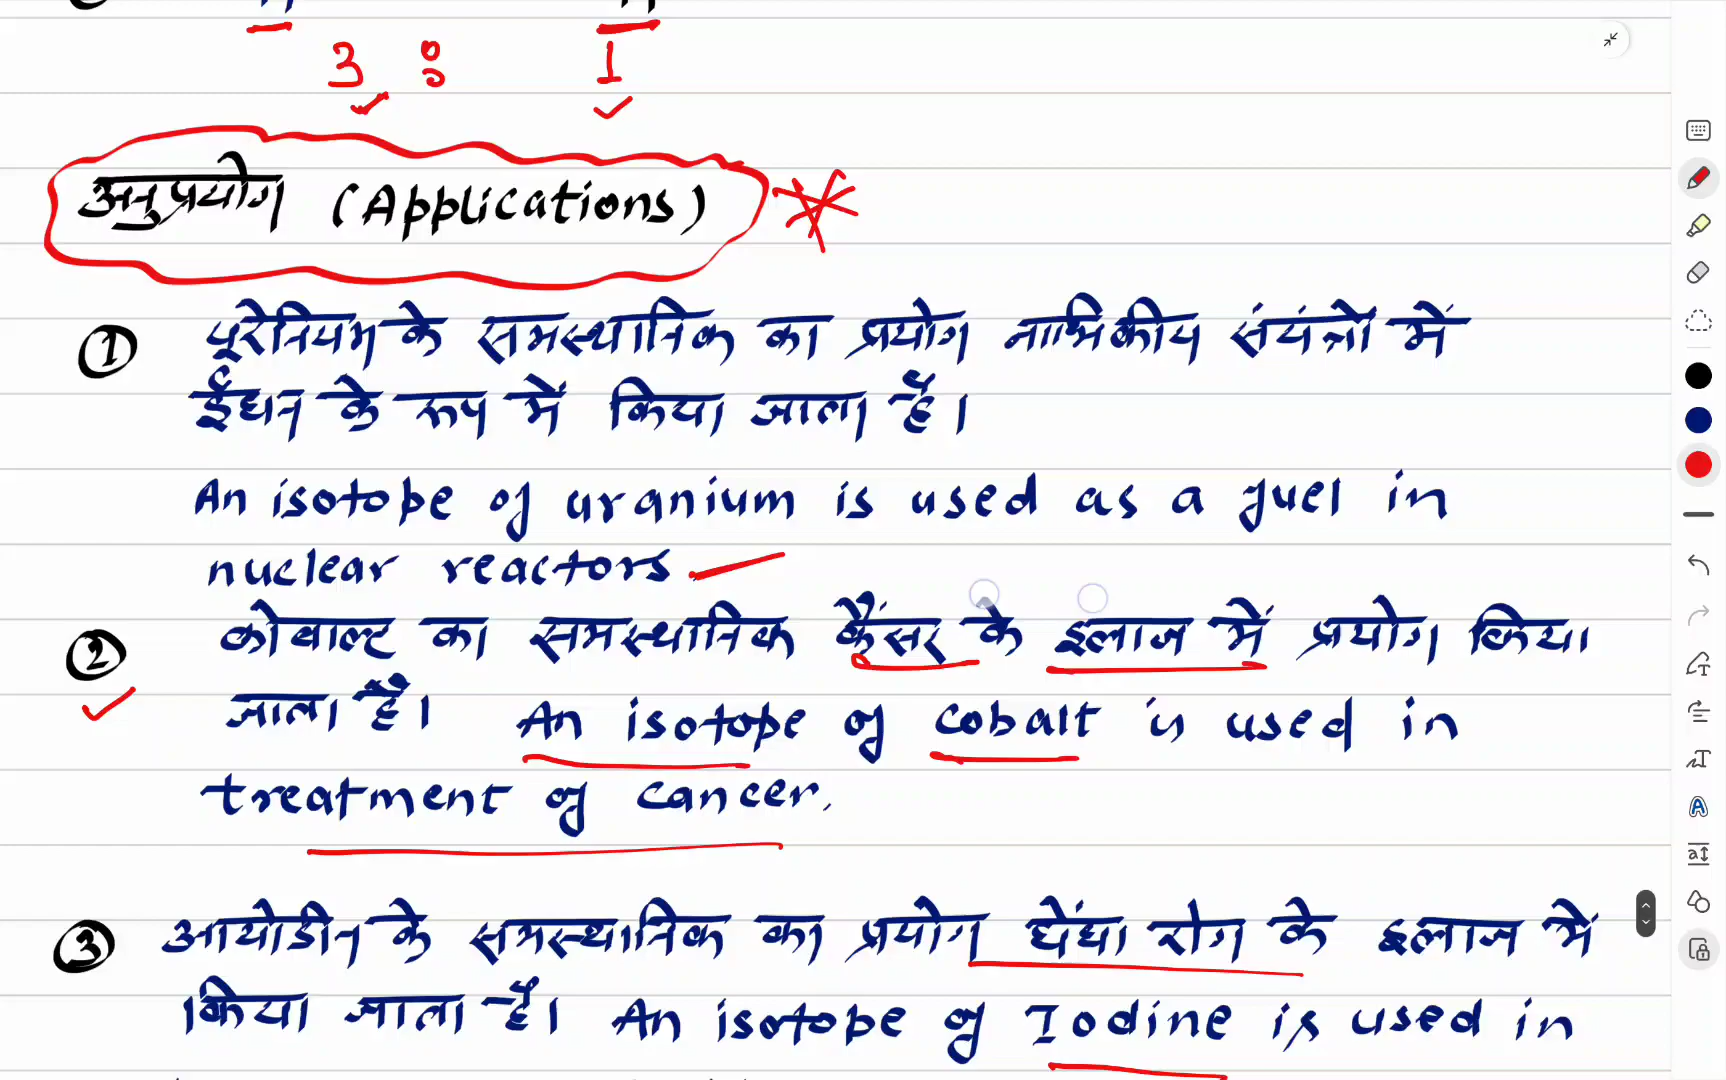 3 : 1
अनुप्रयोग (Applications)
① यूरेनियम के समस्थानिक का प्रयोग नाभिकीय संयंत्रों में
ईंधन के रूप में किया जाता है।
An isotope of uranium is used as a fuel in
nuclear reactors
② कोबाल्ट का समस्थानिक कैंसर के इलाज में प्रयोग किया
जाता है। An isotope of cobalt is used in
treatment of cancer.
③ आयोडीन के समस्थानिक का प्रयोग घेंघा रोग के इलाज में
किया जाता है। An isotope of Iodine is used in